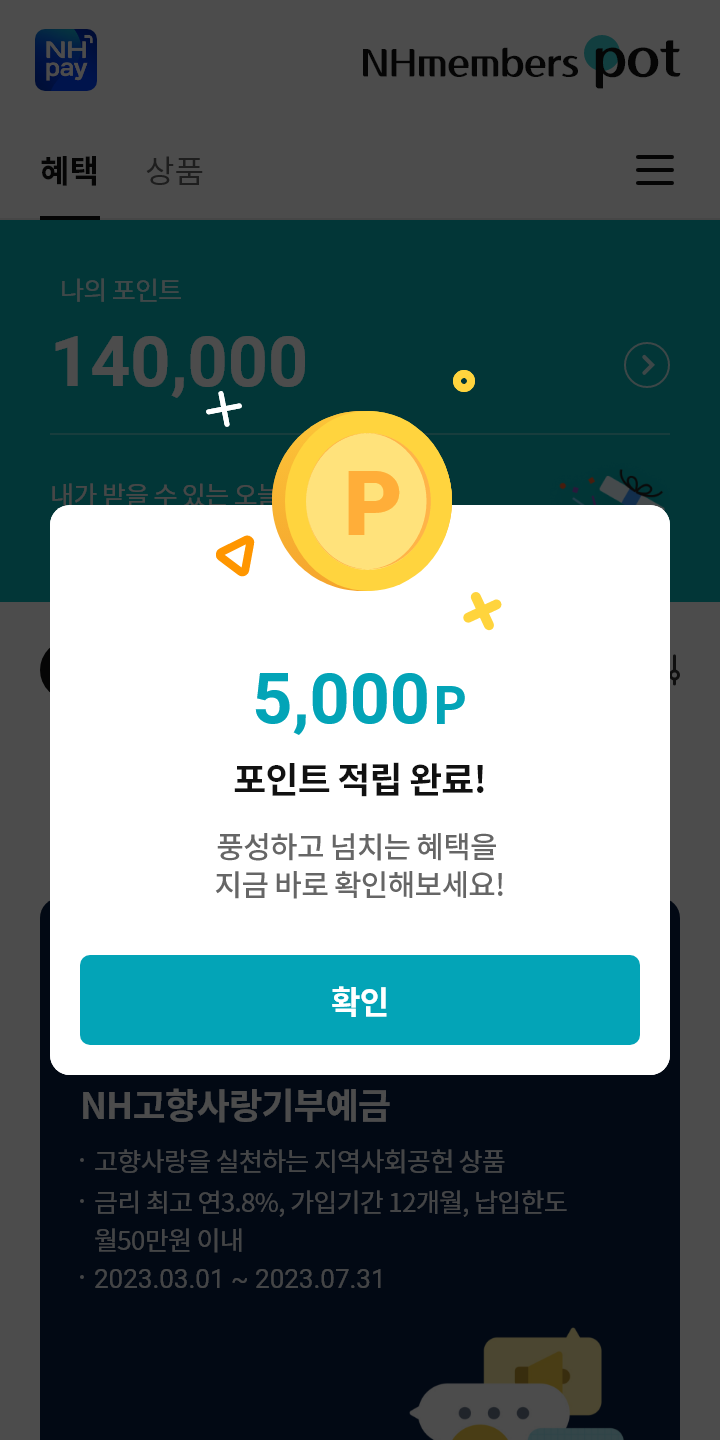 NH
pay
NHmembers pot
혜택
상품
나의 포인트
140,000
내가 받을 수 있는 오늘
P
5,000P
포인트 적립 완료!
풍성하고 넘치는 혜택을
지금 바로 확인해보세요!
확인
NH고향사랑기부예금
· 고향사랑을 실천하는 지역사회공헌 상품
· 금리 최고 연3.8%, 가입기간 12개월, 납입한도
월50만원 이내
· 2023.03.01 ~ 2023.07.31